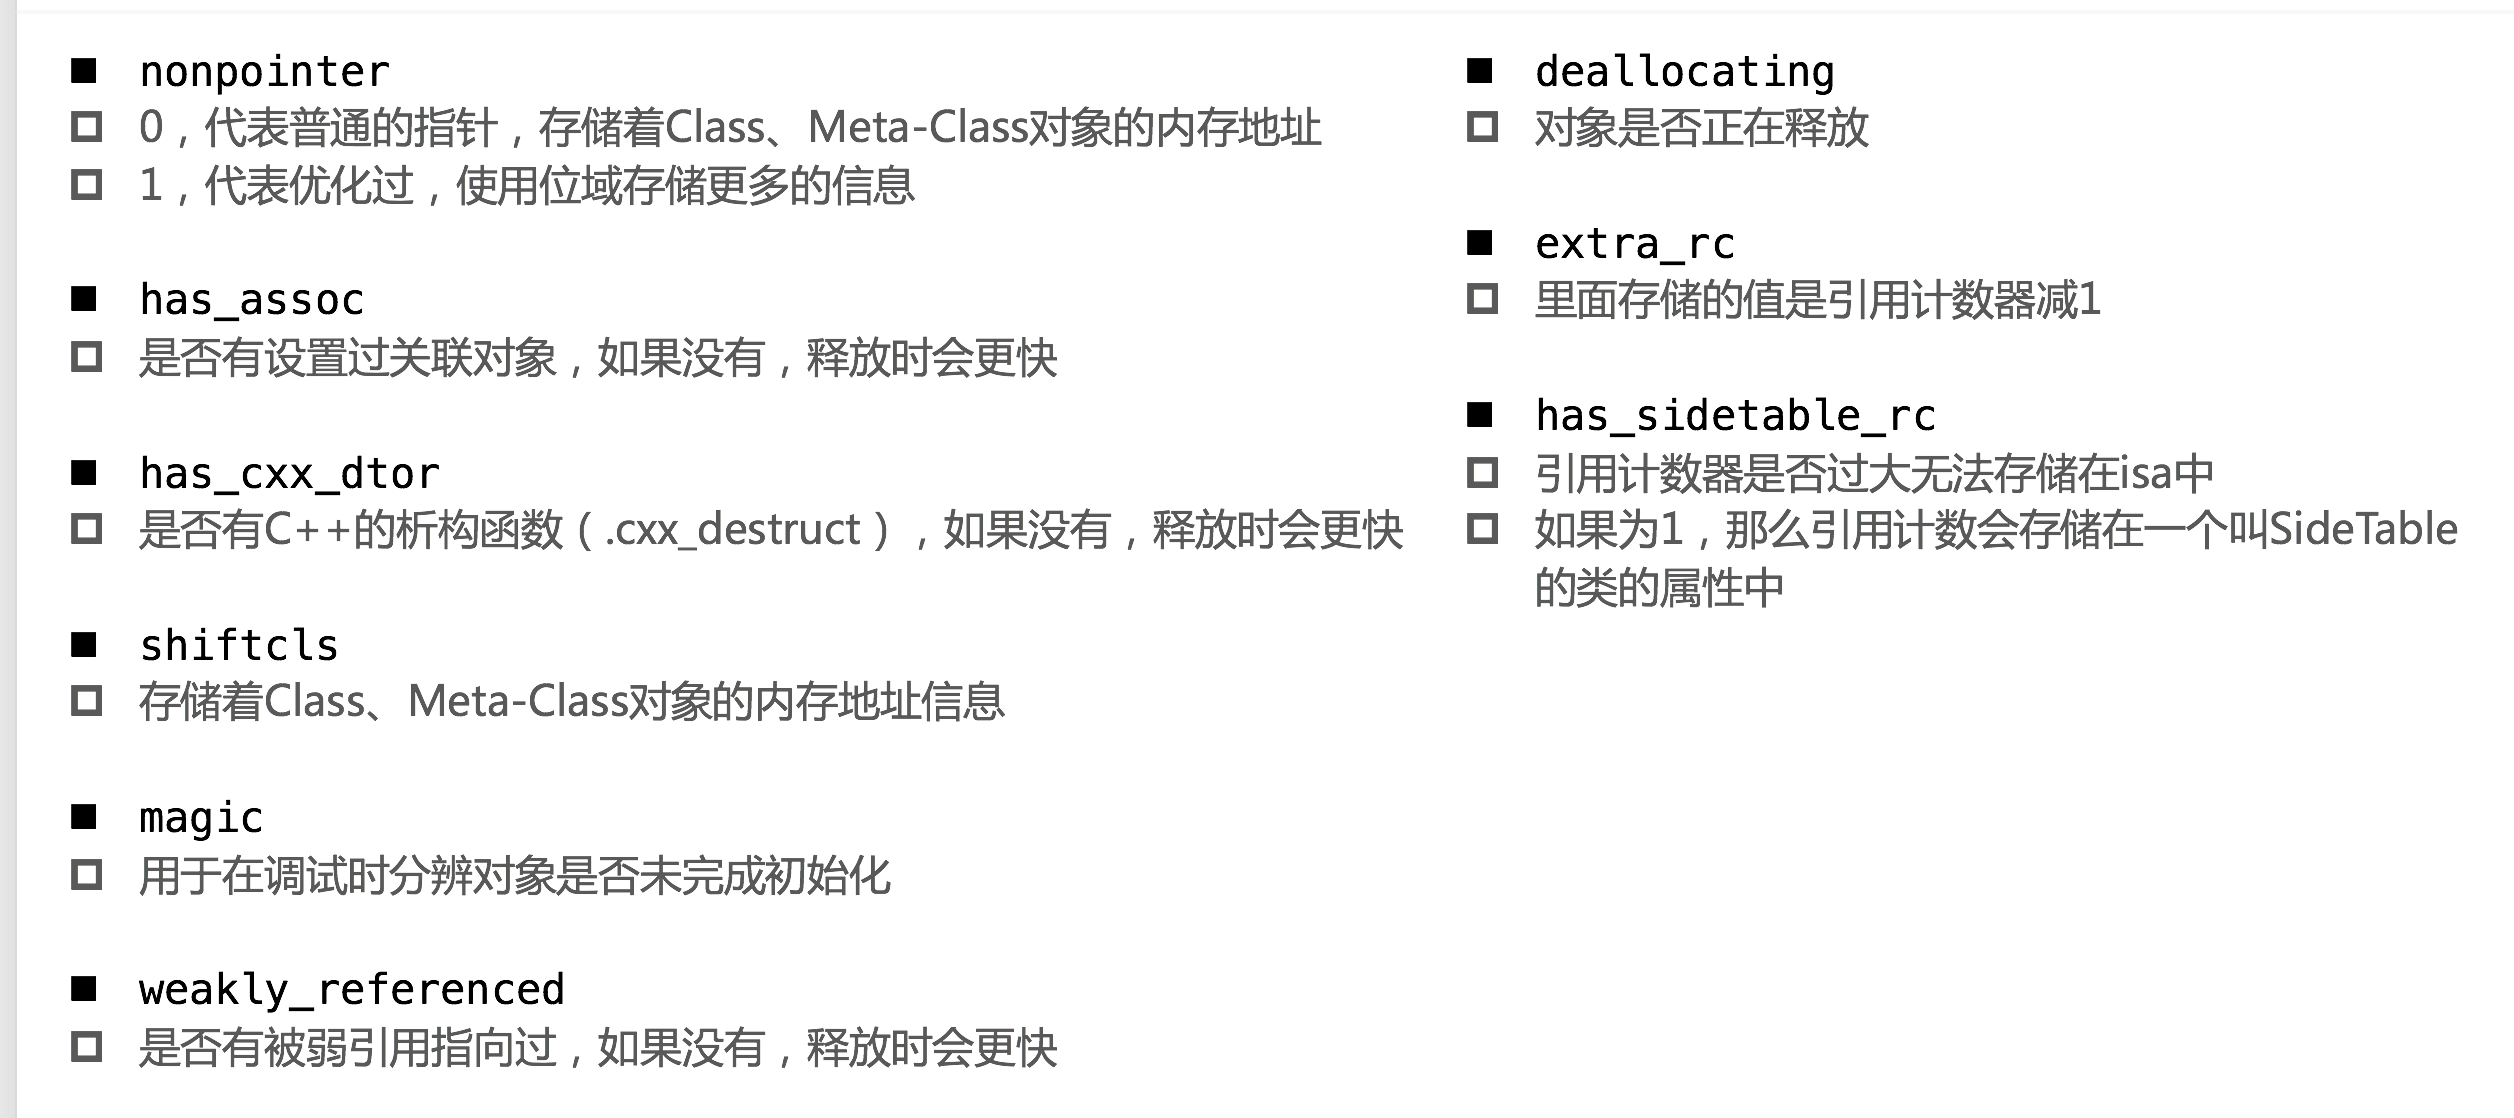 nonpointer
0，代表普通的指针，存储着Class、Meta-Class对象的内存地址
1，代表优化过，使用位域存储更多的信息
has_assoc
是否有设置过关联对象，如果没有，释放时会更快
has_cxx_dtor
是否有C++的析构函数（.cxx_destruct），如果没有，释放时会更快
shiftcls
存储着Class、Meta-Class对象的内存地址信息
magic
用于在调试时分辨对象是否未完成初始化
weakly_referenced
是否有被弱引用指向过，如果没有，释放时会更快
deallocating
对象是否正在释放
extra_rc
里面存储的值是引用计数器减1
has_sidetable_rc
引用计数器是否过大无法存储在isa中
如果为1，那么引用计数会存储在一个叫SideTable
的类的属性中